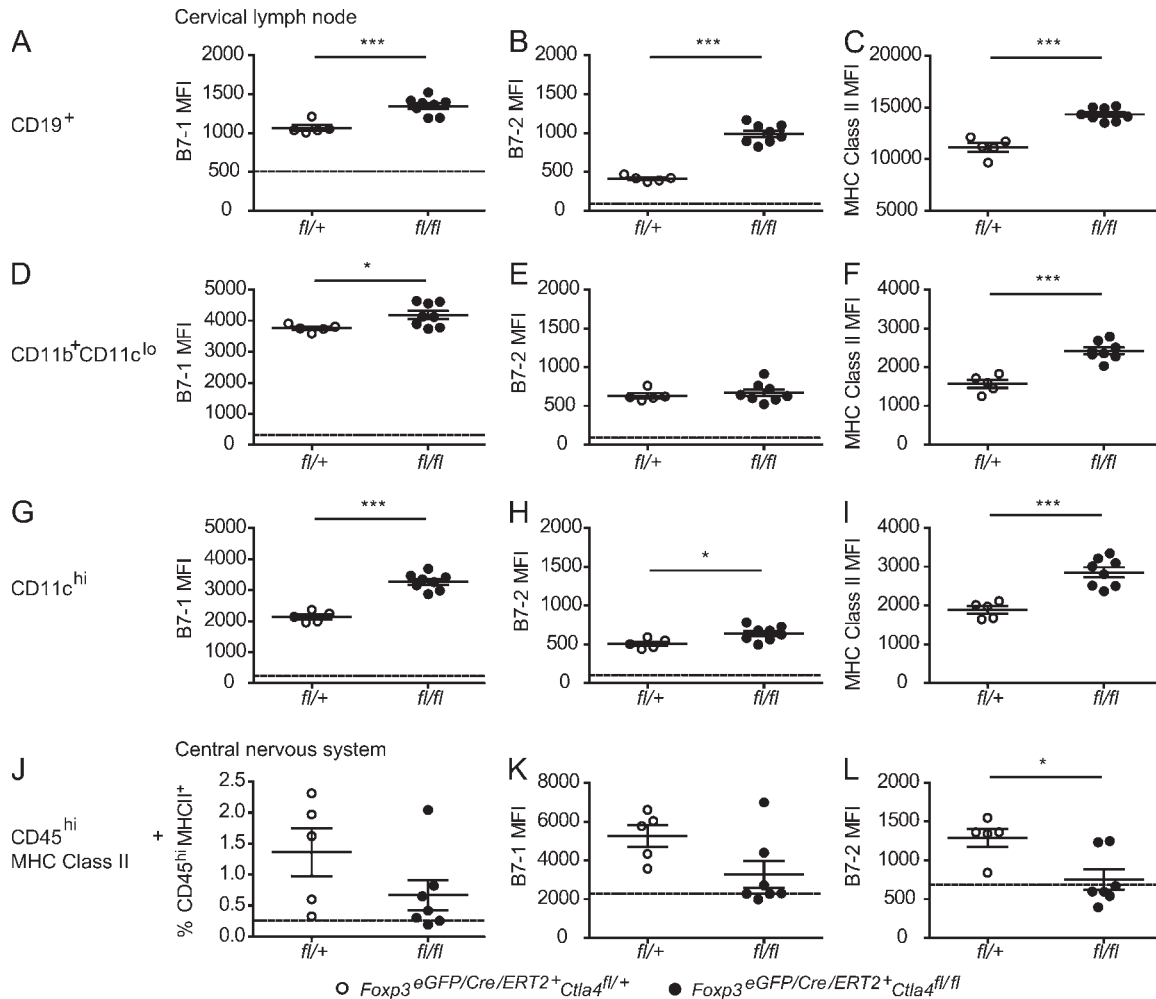 Cervical lymph node
A
CD19+
B7-1 MFI
2000
1500
1000
500
0
***
fl/+
fl/fl
B
B7-2 MFI
2000
1500
1000
500
0
***
fl/+
fl/fl
C
MHC Class II MFI
20000
15000
10000
5000
***
fl/+
fl/fl
D
CD11b+CD11clo
B7-1 MFI
5000
4000
3000
2000
1000
0
*
fl/+
fl/fl
E
B7-2 MFI
2000
1500
1000
500
0
fl/+
fl/fl
F
MHC Class II MFI
4000
3000
2000
1000
0
***
fl/+
fl/fl
G
CD11chi
B7-1 MFI
5000
4000
3000
2000
1000
0
***
fl/+
fl/fl
H
B7-2 MFI
2000
1500
1000
500
0
*
fl/+
fl/fl
I
MHC Class II MFI
4000
3000
2000
1000
0
***
fl/+
fl/fl
Central nervous system
J
CD45hi
MHC Class II+
% CD45hi MHCII+
2.5
2.0
1.5
1.0
0.5
0.0
fl/+
fl/fl
K
B7-1 MFI
8000
6000
4000
2000
0
fl/+
fl/fl
L
B7-2 MFI
2000
1500
1000
500
0
*
fl/+
fl/fl
Foxp3eGFP/Cre/ERT2+Ctla4fl/+
Foxp3eGFP/Cre/ERT2+Ctla4fl/fl